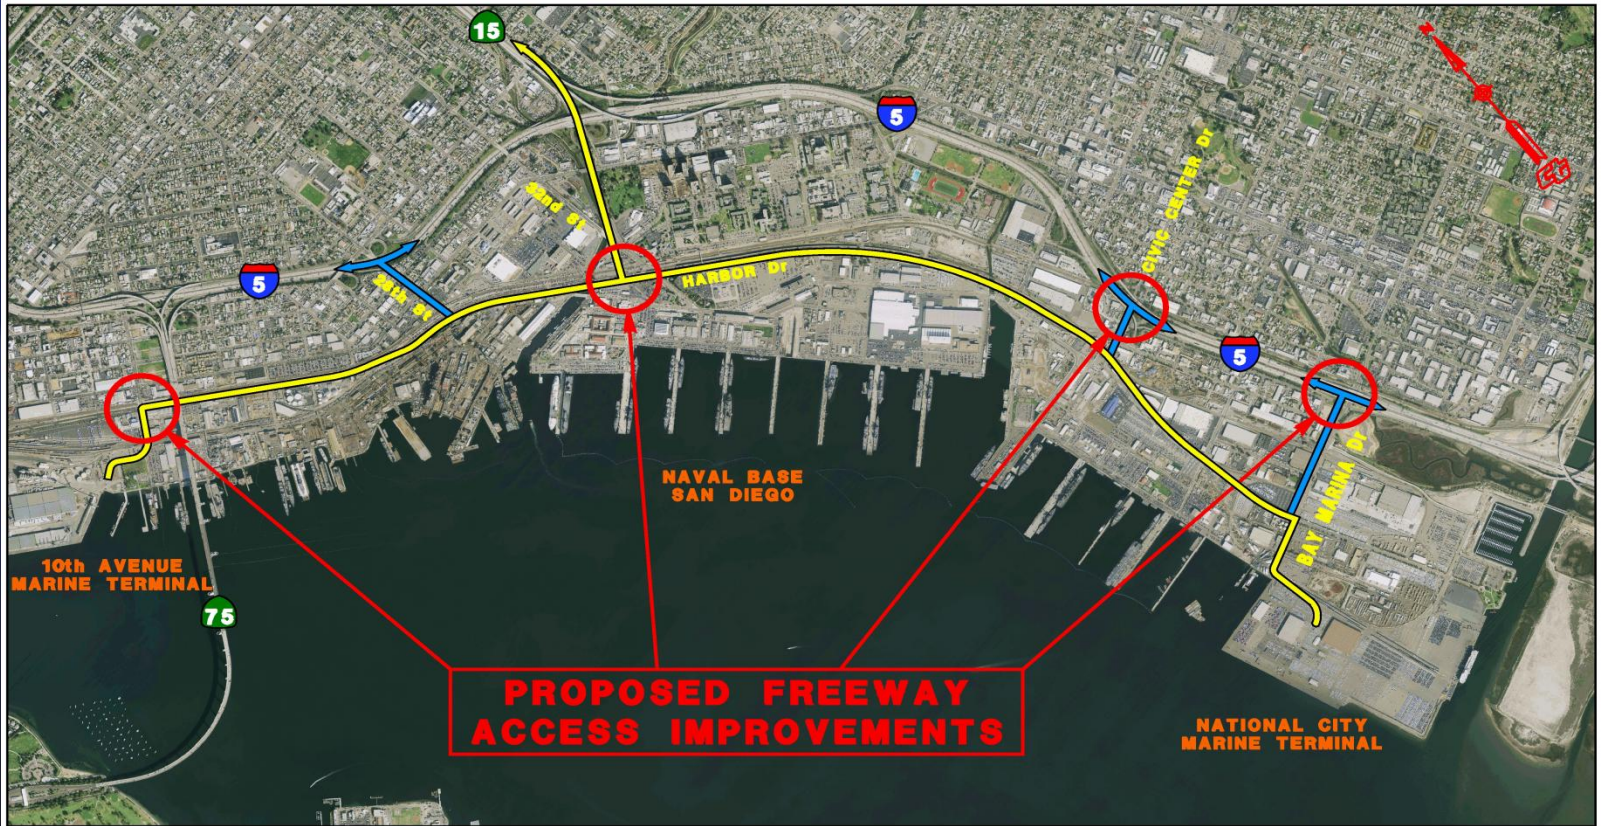 15
5
CIVIC CENTER Dr
32nd St
HARBOR Dr
5
28th St
5
NAVAL BASE
SAN DIEGO
BAY MARINA Dr
10th AVENUE
MARINE TERMINAL
75
PROPOSED FREEWAY
ACCESS IMPROVEMENTS
NATIONAL CITY
MARINE TERMINAL
ct